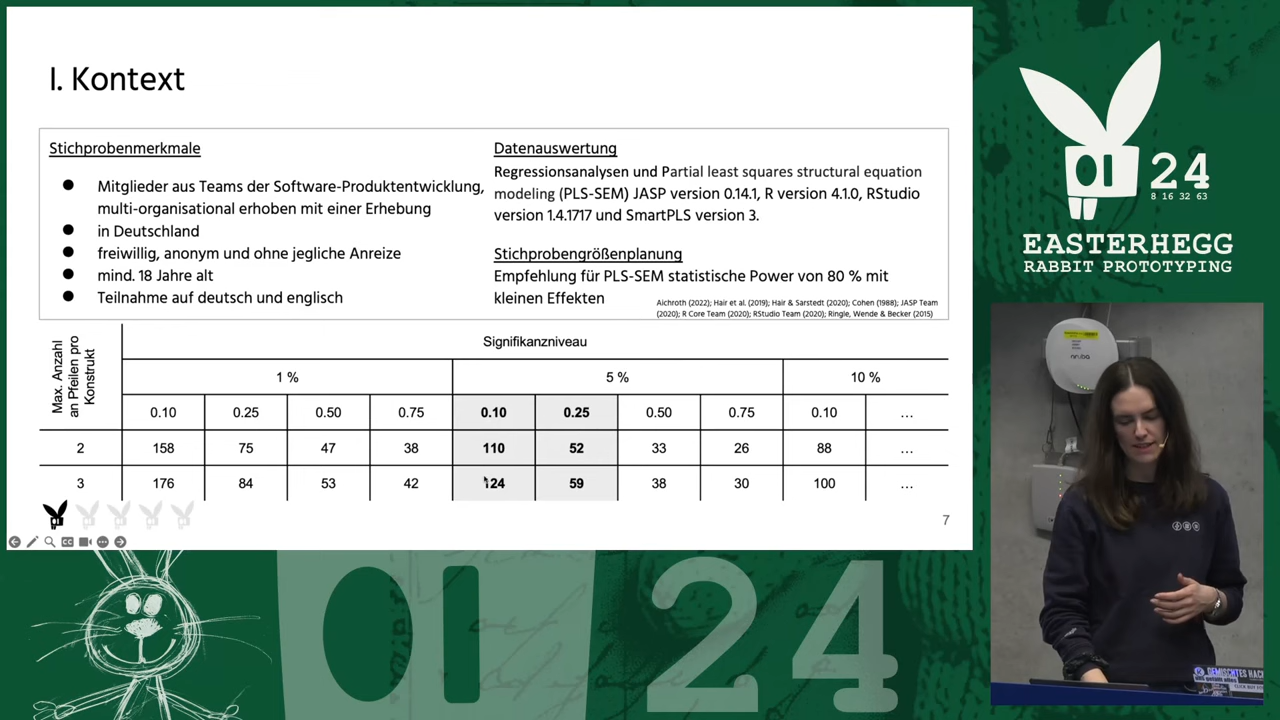 I. Kontext
Stichprobenmerkmale
● Mitglieder aus Teams der Software-Produktentwicklung,
multi-organisational erhoben mit einer Erhebung
● in Deutschland
● freiwillig, anonym und ohne jegliche Anreize
● mind. 18 Jahre alt
● Teilnahme auf deutsch und englisch
Datenauswertung
Regressionsanalysen und Partial least squares structural equation
modeling (PLS-SEM) JASP version 0.14.1, R version 4.1.0, RStudio
version 1.4.1717 und SmartPLS version 3.
Stichprobengrößenplanung
Empfehlung für PLS-SEM statistische Power von 80 % mit
kleinen Effekten
Aichroth (2022); Hair et al. (2019); Hair & Sarstedt (2020); Cohen (1988); JASP Team
(2020); R Core Team (2020); RStudio Team (2020); Ringle, Wende & Becker (2015)
Max. Anzahl
an Pfeilen pro
Konstrukt
Signifikanzniveau
1 % 5 % 10 %
0.10 0.25 0.50 0.75 0.10 0.25 0.50 0.75 0.10 ...
2 158 75 47 38 110 52 33 26 88 ...
3 176 84 53 42 124 59 38 30 100 ...
7
24
8 16 32 63
EASTERHEGG
RABBIT PROTOTYPING
24
GEMISCHTES